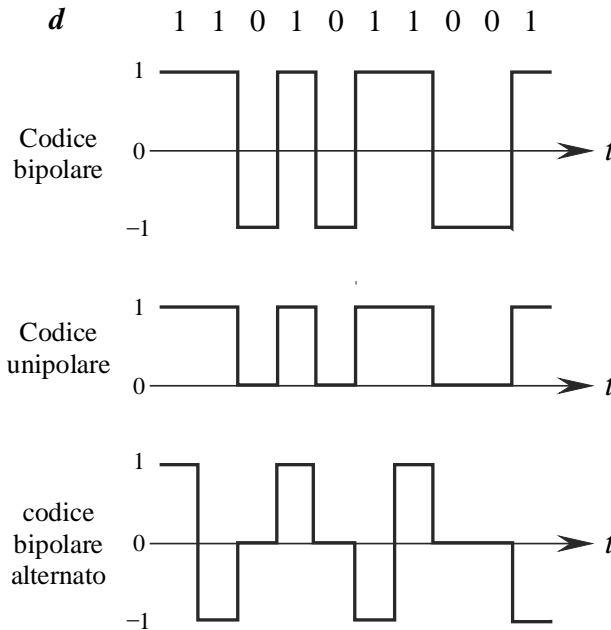 d 1 1 0 1 0 1 1 0 0 1
1
Codice
bipolare
0
t
−1
1
Codice
unipolare
0
t
1
codice
bipolare
alternato
0
t
−1